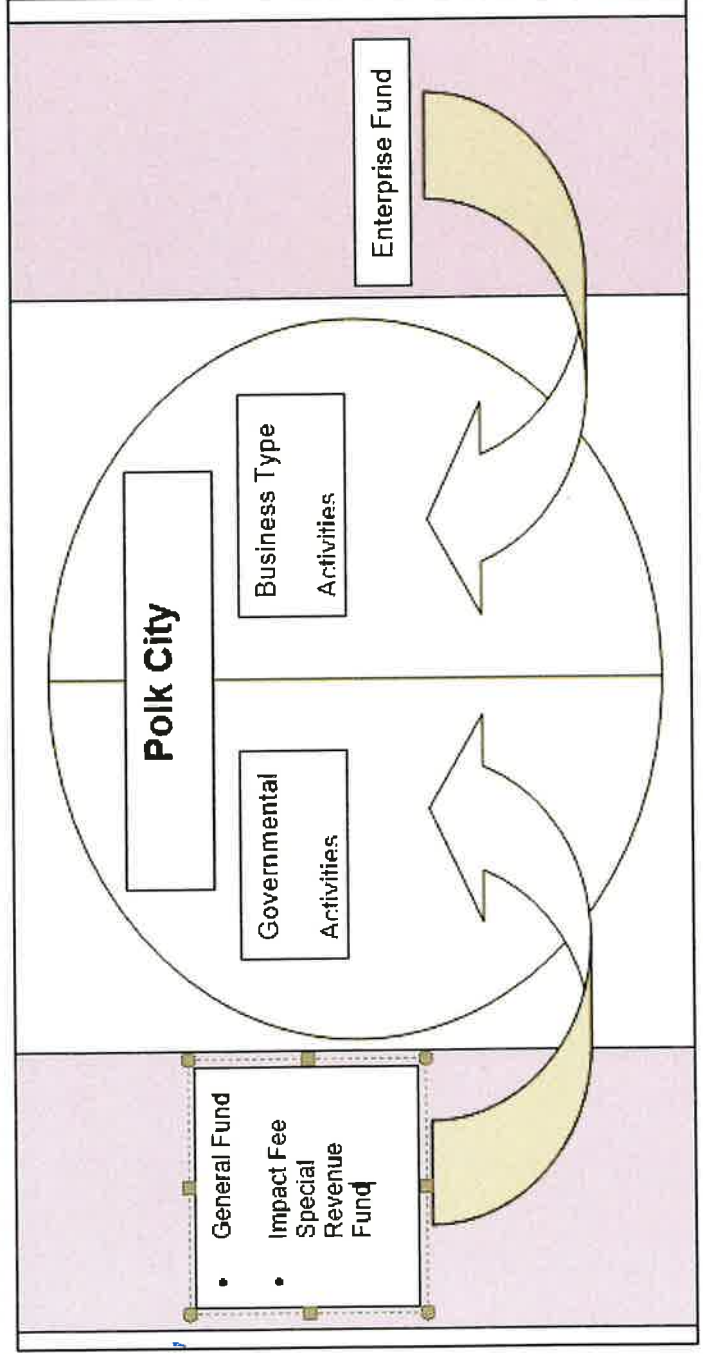 Polk City
Governmental
Activities
Business Type
Activities
• General Fund
• Impact Fee
Special
Revenue
Fund
Enterprise Fund